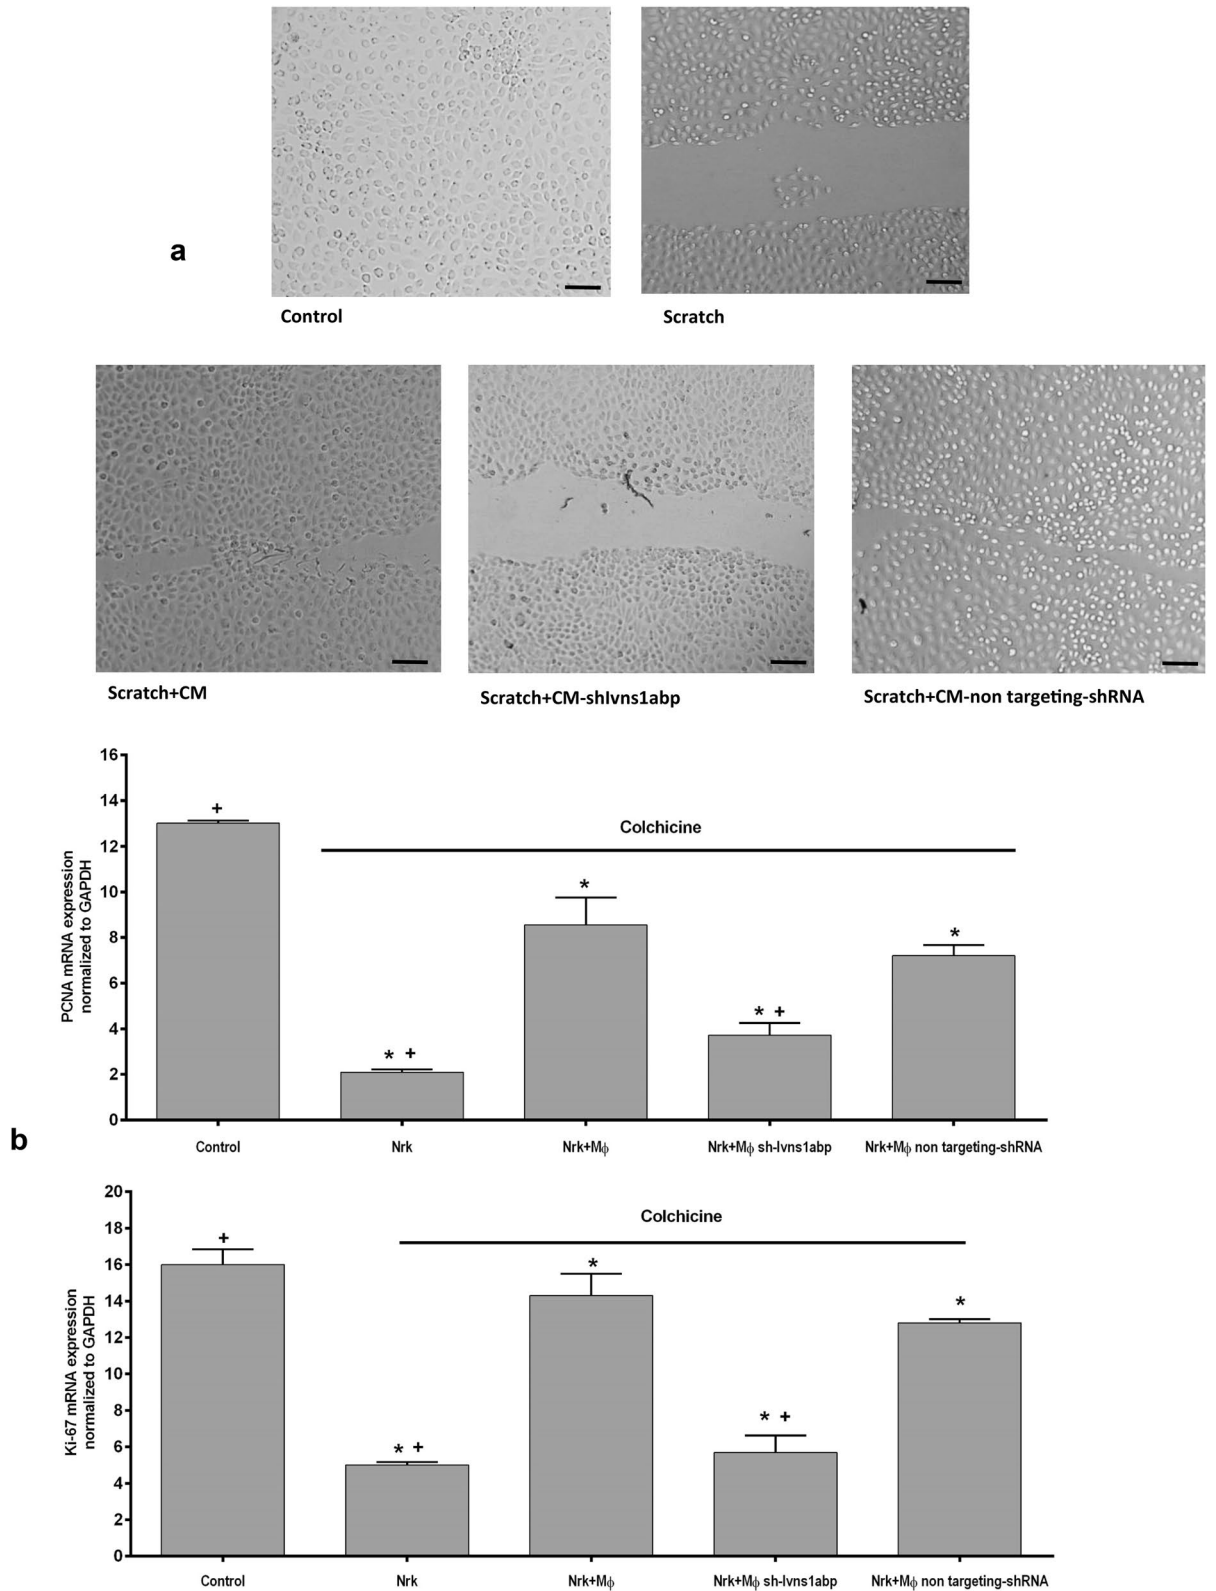 a
Control
Scratch
Scratch+CM
Scratch+CM-shIvns1abp
Scratch+CM-non targeting-shRNA
b
PCNA mRNA expression
normalized to GAPDH
16
14
12
10
8
6
4
2
0
Colchicine
+
* +
*
* +
*
Control
Nrk
Nrk+Mϕ
Nrk+Mϕ sh-Ivns1abp
Nrk+Mϕ non targeting-shRNA
Ki-67 mRNA expression
normalized to GAPDH
20
18
16
14
12
10
8
6
4
2
0
Colchicine
+
* +
*
* +
*
Control
Nrk
Nrk+Mϕ
Nrk+Mϕ sh-Ivns1abp
Nrk+Mϕ non targeting-shRNA